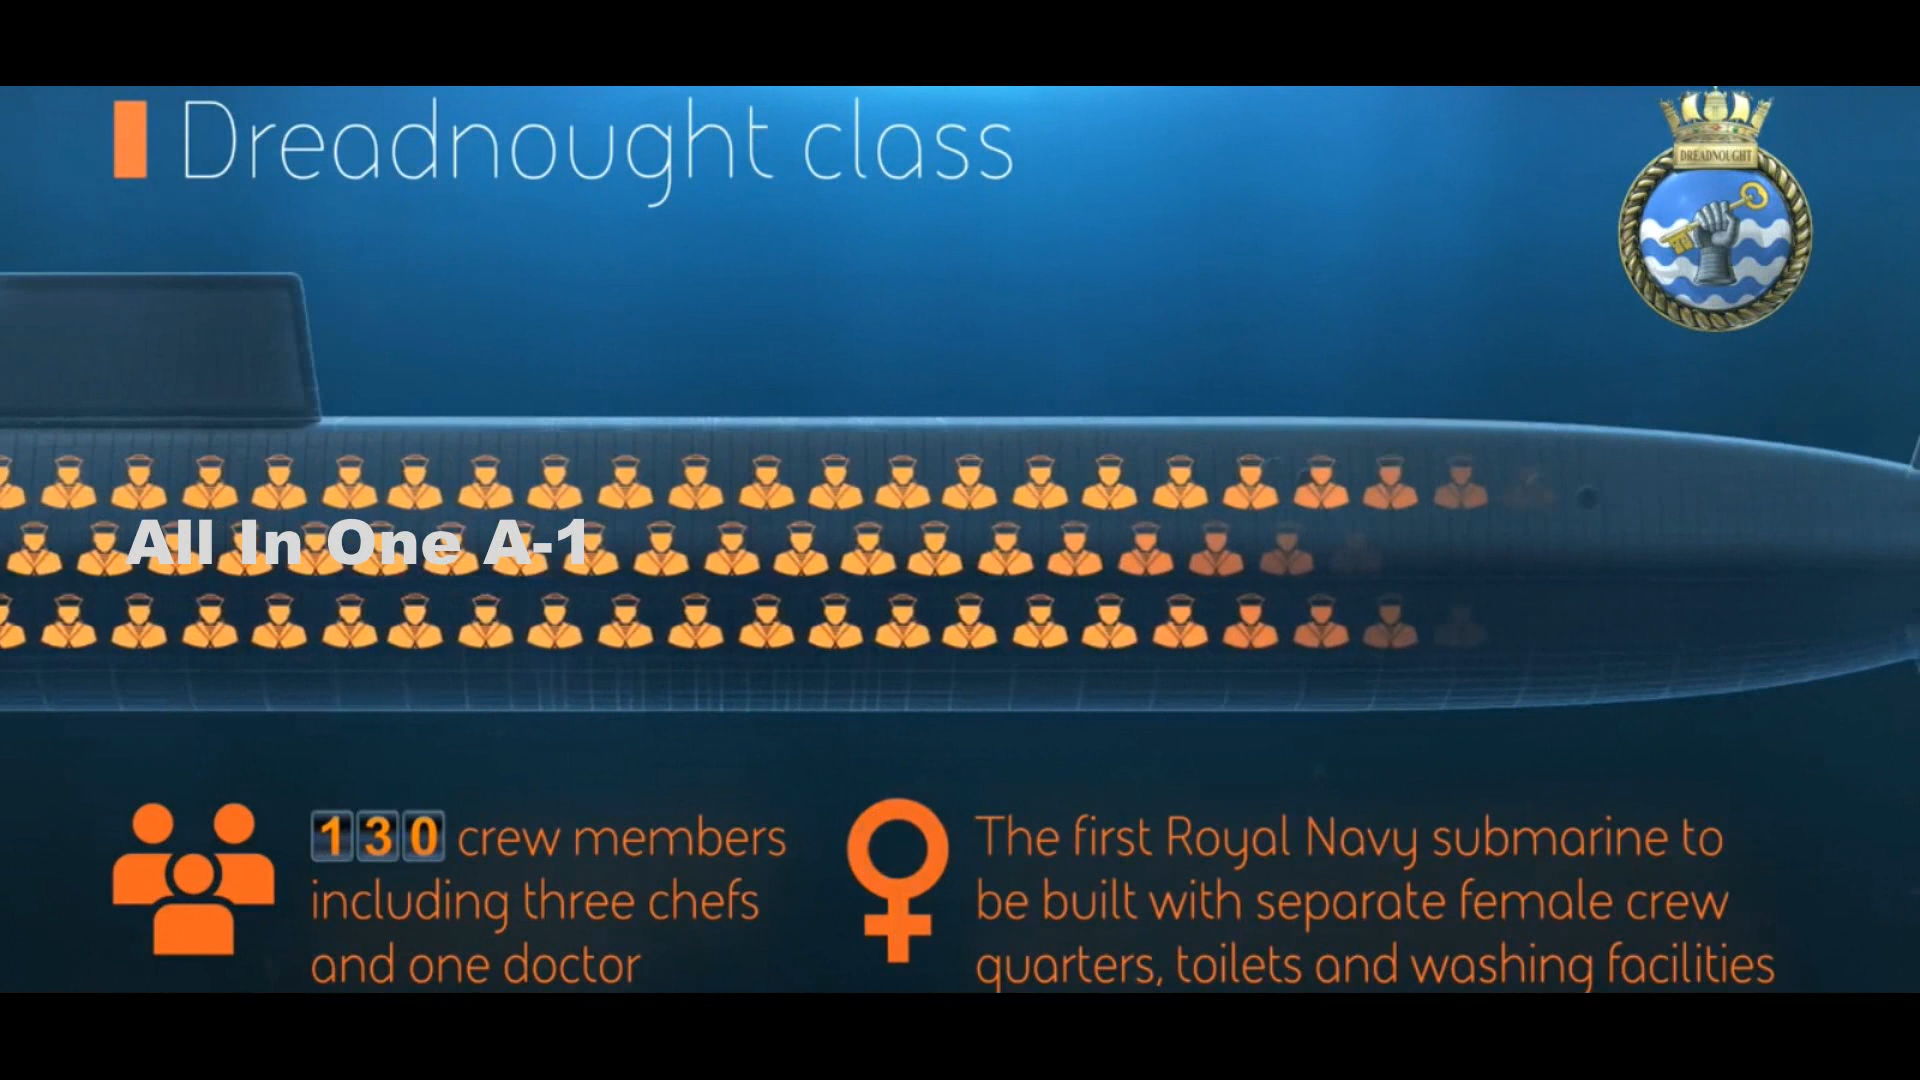 Dreadnought class
DREADNOUGHT
All In One A-1
130 crew members
including three chefs
and one doctor
The first Royal Navy submarine to
be built with separate female crew
quarters, toilets and washing facilities